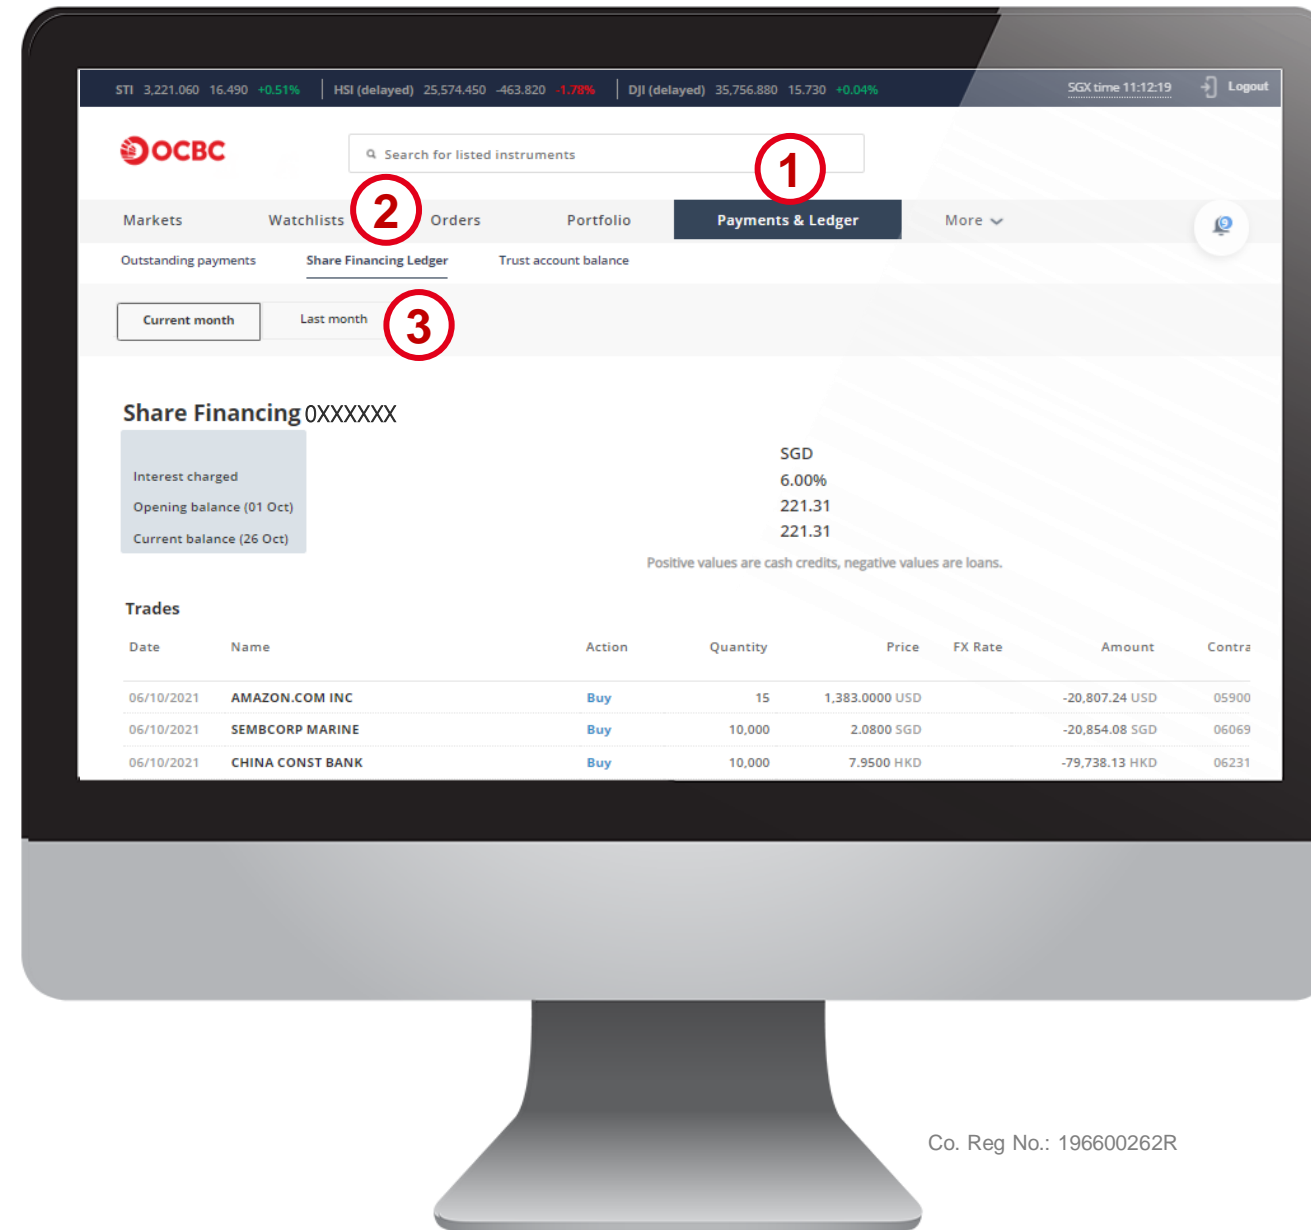 STI 3,221.060 16.490 +0.51% HSI (delayed) 25,574.450 -463.820 -1.78% DJI (delayed) 35,756.880 15.730 +0.04% SGX time 11:12:19 Logout
OCBC Search for listed instruments 1
Markets Watchlists 2 Orders Portfolio Payments & Ledger More
Outstanding payments Share Financing Ledger Trust account balance
Current month Last month 3
Share Financing 0XXXXXX
SGD
Interest charged 6.00%
Opening balance (01 Oct) 221.31
Current balance (26 Oct) 221.31
Positive values are cash credits, negative values are loans.
Trades
Date Name Action Quantity Price FX Rate Amount Contra
06/10/2021 AMAZON.COM INC Buy 15 1,383.0000 USD -20,807.24 USD 05900
06/10/2021 SEMBCORP MARINE Buy 10,000 2.0800 SGD -20,854.08 SGD 06069
06/10/2021 CHINA CONST BANK Buy 10,000 7.9500 HKD -79,738.13 HKD 06231
Co. Reg No.: 196600262R